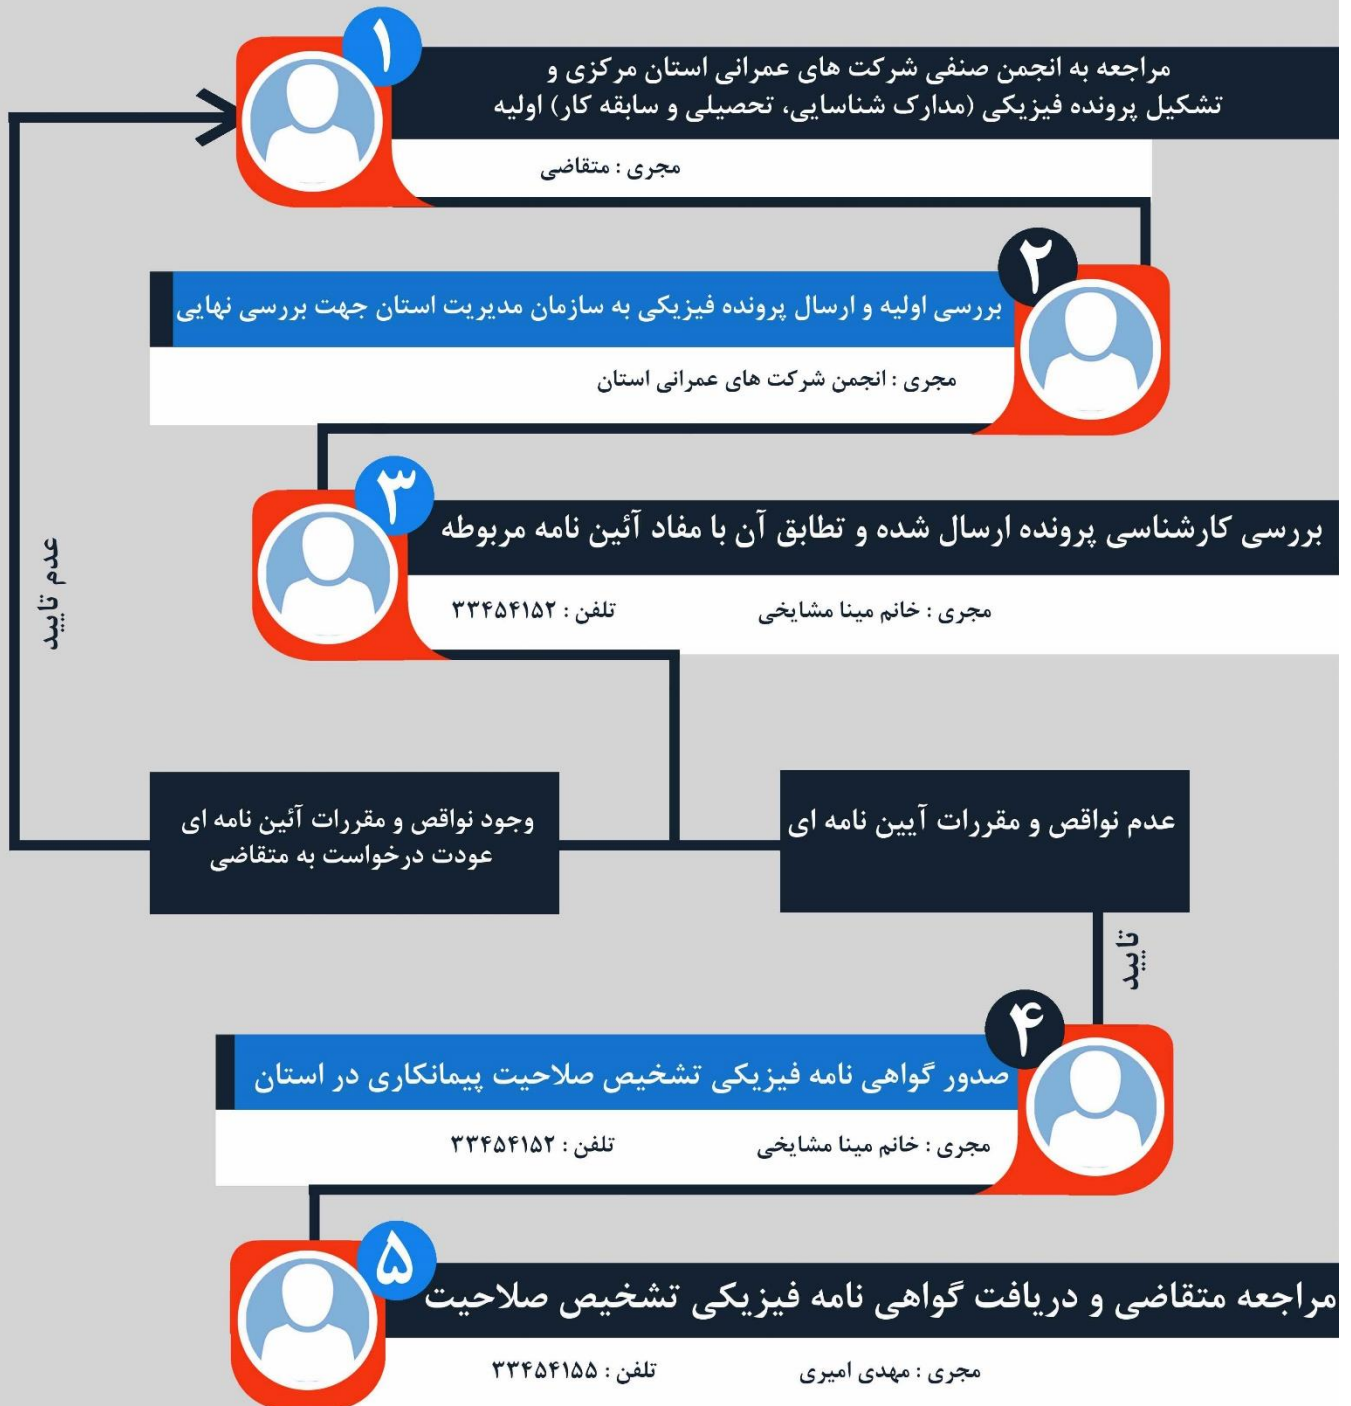 ۱
مراجعه به انجمن صنفی شرکت های عمرانی استان مرکزی و
تشکیل پرونده فیزیکی (مدارک شناسایی، تحصیلی و سابقه کار) اولیه
مجری : متقاضی
۲
بررسی اولیه و ارسال پرونده فیزیکی به سازمان مدیریت استان جهت بررسی نهایی
مجری : انجمن شرکت های عمرانی استان
۳
بررسی کارشناسی پرونده ارسال شده و تطابق آن با مفاد آئین نامه مربوطه
مجری : خانم مینا مشایخی تلفن : ۳۳۴۵۴۱۵۲
عدم تایید
عدم نواقص و مقررات آیین نامه ای
وجود نواقص و مقررات آئین نامه ای
عودت درخواست به متقاضی
تایید
۴
صدور گواهی نامه فیزیکی تشخیص صلاحیت پیمانکاری در استان
مجری : خانم مینا مشایخی تلفن : ۳۳۴۵۴۱۵۲
۵
مراجعه متقاضی و دریافت گواهی نامه فیزیکی تشخیص صلاحیت
مجری : مهدی امیری تلفن : ۳۳۴۵۴۱۵۵